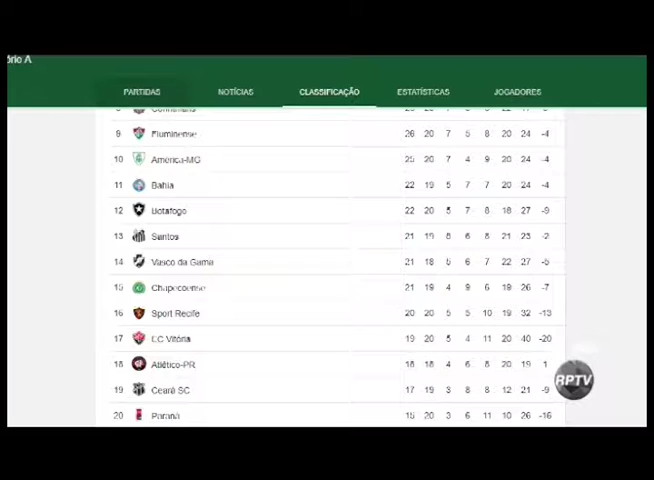 ório A
PARTIDAS NOTÍCIAS CLASSIFICAÇÃO ESTATÍSTICAS JOGADORES
9 Fluminense 26 20 7 5 8 20 24 -4
10 América-MG 25 20 7 4 9 20 24 -4
11 Bahia 22 19 5 7 7 20 24 -4
12 Botafogo 22 20 5 7 8 18 27 -9
13 Santos 21 19 5 6 8 21 23 -2
14 Vasco da Gama 21 18 5 6 7 22 27 -5
15 Chapecoense 21 19 4 9 6 19 26 -7
16 Sport Recife 20 20 5 5 10 19 32 -13
17 EC Vitória 19 20 5 4 11 20 40 -20
18 Atlético-PR 18 18 4 6 8 20 19 1
19 Ceará SC 17 19 3 8 8 12 21 -9
20 Paraná 15 20 3 6 11 10 26 -16
RPTV